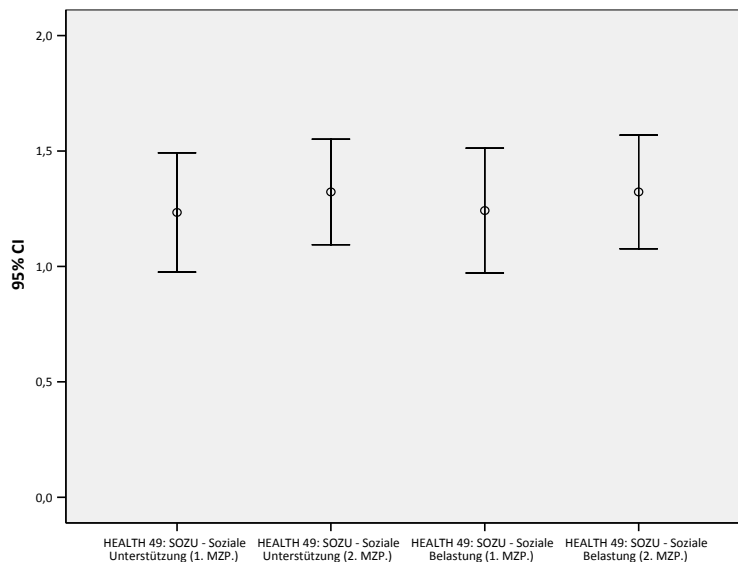 2,0
1,5
1,0
0,5
0,0
95% CI
HEALTH 49: SOZU - Soziale
Unterstützung (1. MZP.)
HEALTH 49: SOZU - Soziale
Unterstützung (2. MZP.)
HEALTH 49: SOZU - Soziale
Belastung (1. MZP.)
HEALTH 49: SOZU - Soziale
Belastung (2. MZP.)